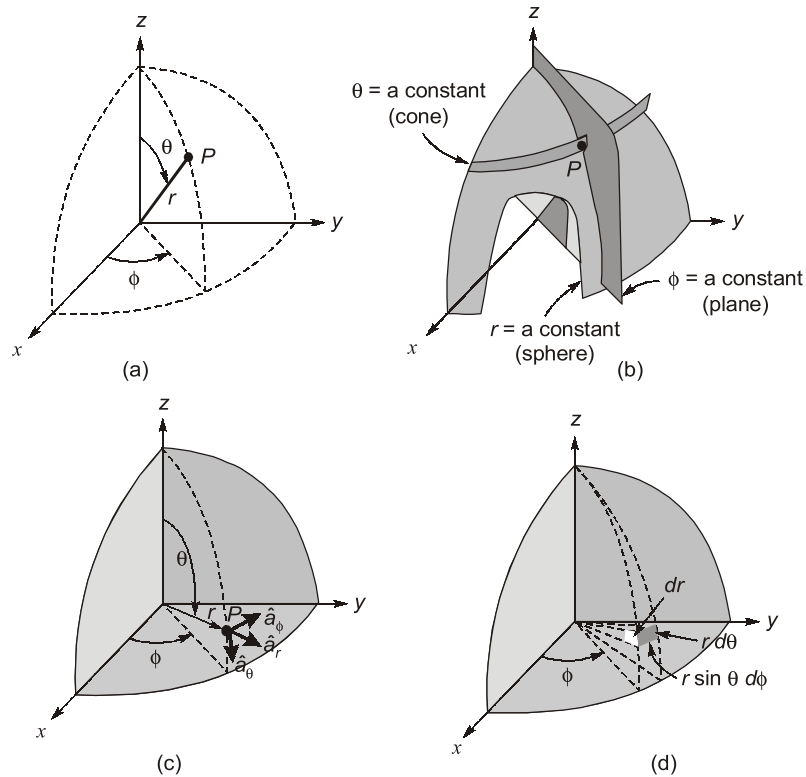 z
θ
P
r
y
ϕ
x
(a)
z
θ = a constant
(cone)
P
y
ϕ = a constant
(plane)
r = a constant
(sphere)
x
(b)
z
θ
r
P
â_ϕ
â_r
â_θ
y
ϕ
x
(c)
z
dr
y
r dθ
r sin θ dϕ
ϕ
x
(d)